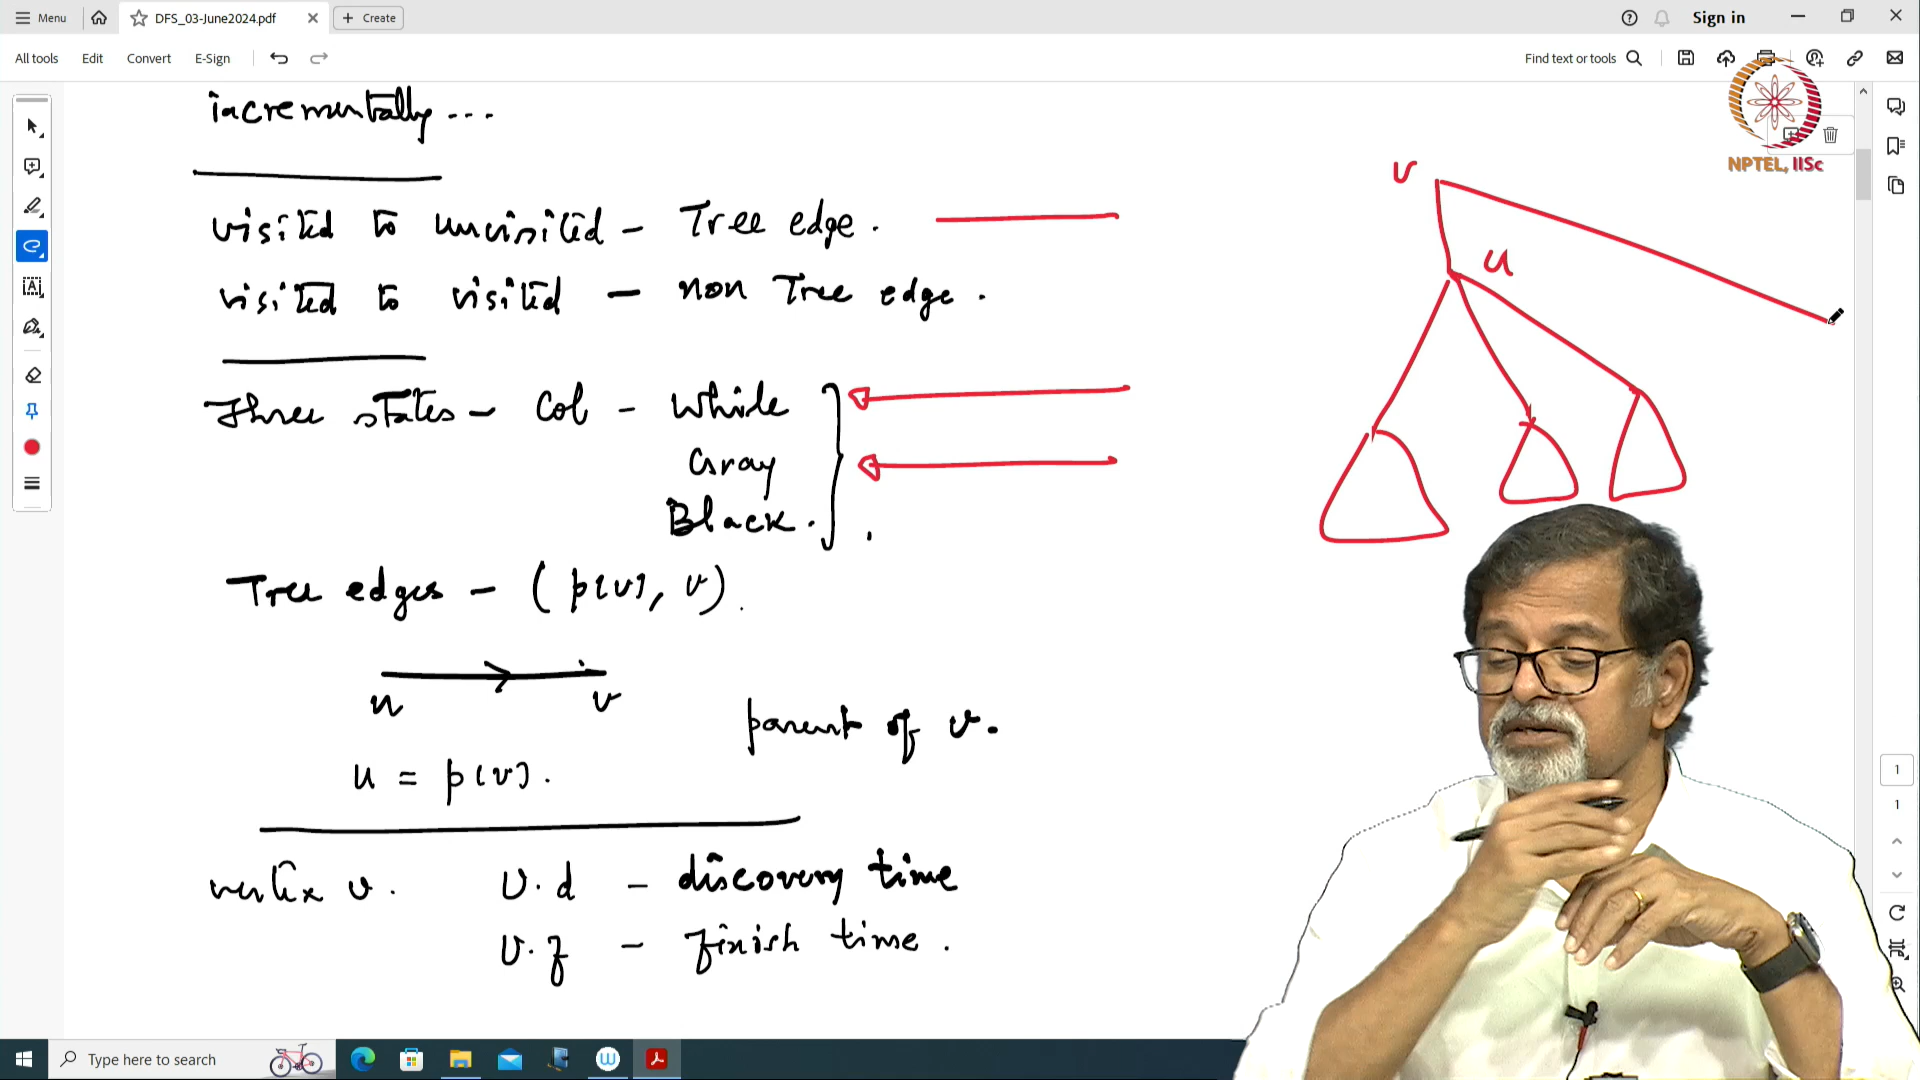 Menu
DFS_03-June2024.pdf
Create
Sign in
All tools
Edit
Convert
E-Sign
Find text or tools
NPTEL, IISc
incrementally ...
visited to unvisited - Tree edge.
visited to visited - non Tree edge.
Three states - Col - White
Gray
Black.
Tree edges - (p(v), v).
u v
parent of v.
u = p(v).
vertex v. v.d - discovery time
v.f - finish time.
v
u
1
1
Type here to search